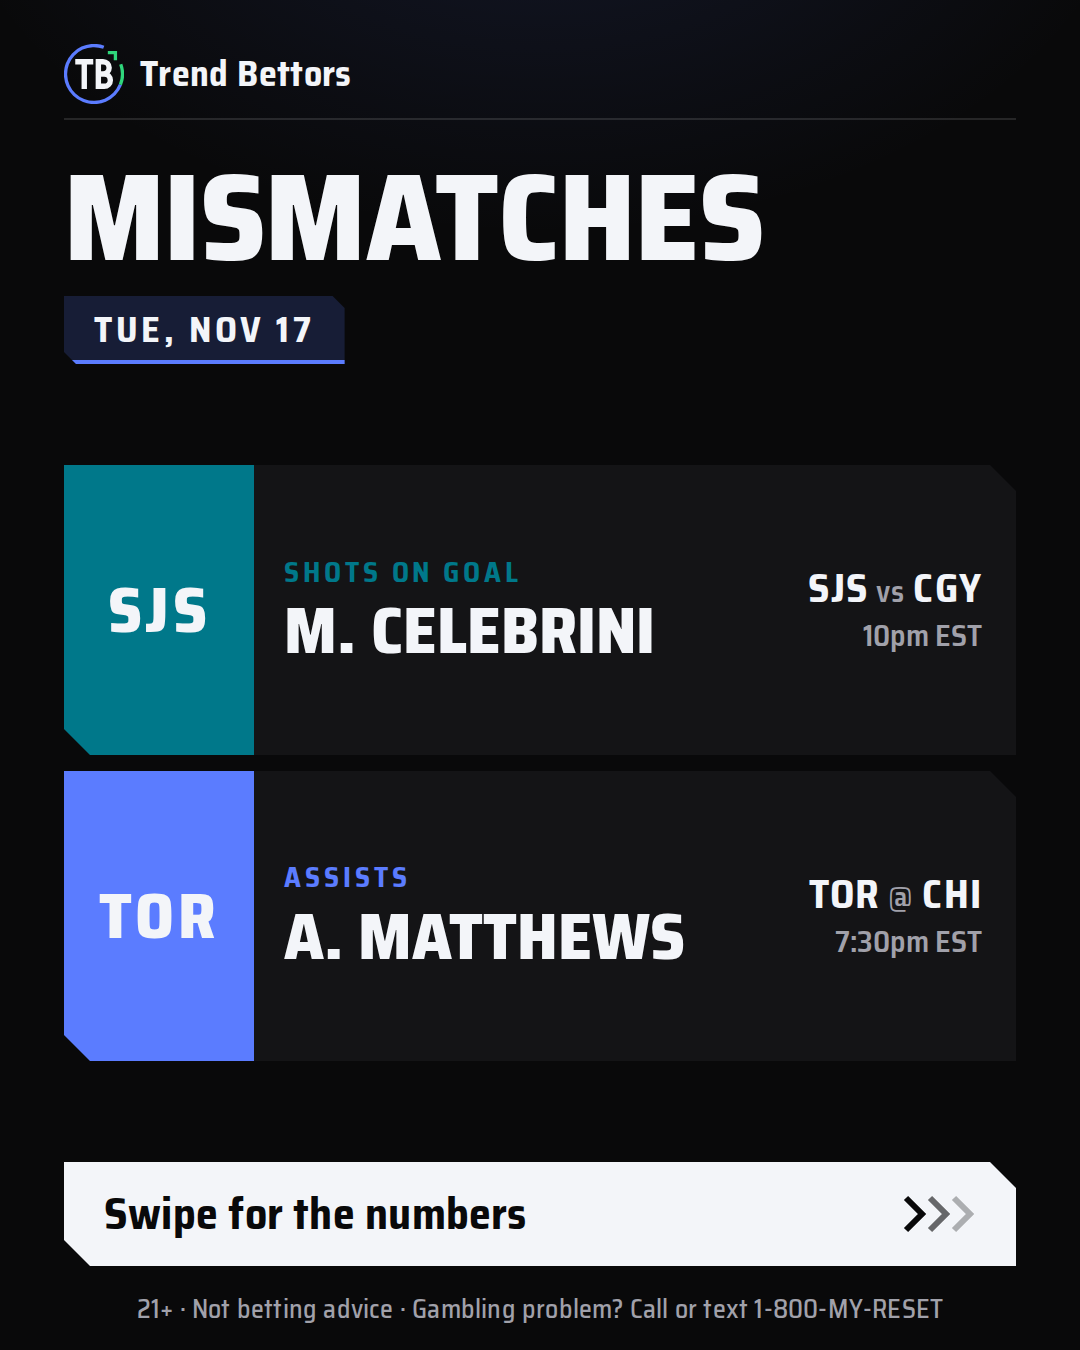 TB Trend Bettors
MISMATCHES
TUE, NOV 17
SJS
SHOTS ON GOAL
M. CELEBRINI
SJS vs CGY
10pm EST
TOR
ASSISTS
A. MATTHEWS
TOR @ CHI
7:30pm EST
Swipe for the numbers
21+ · Not betting advice · Gambling problem? Call or text 1-800-MY-RESET